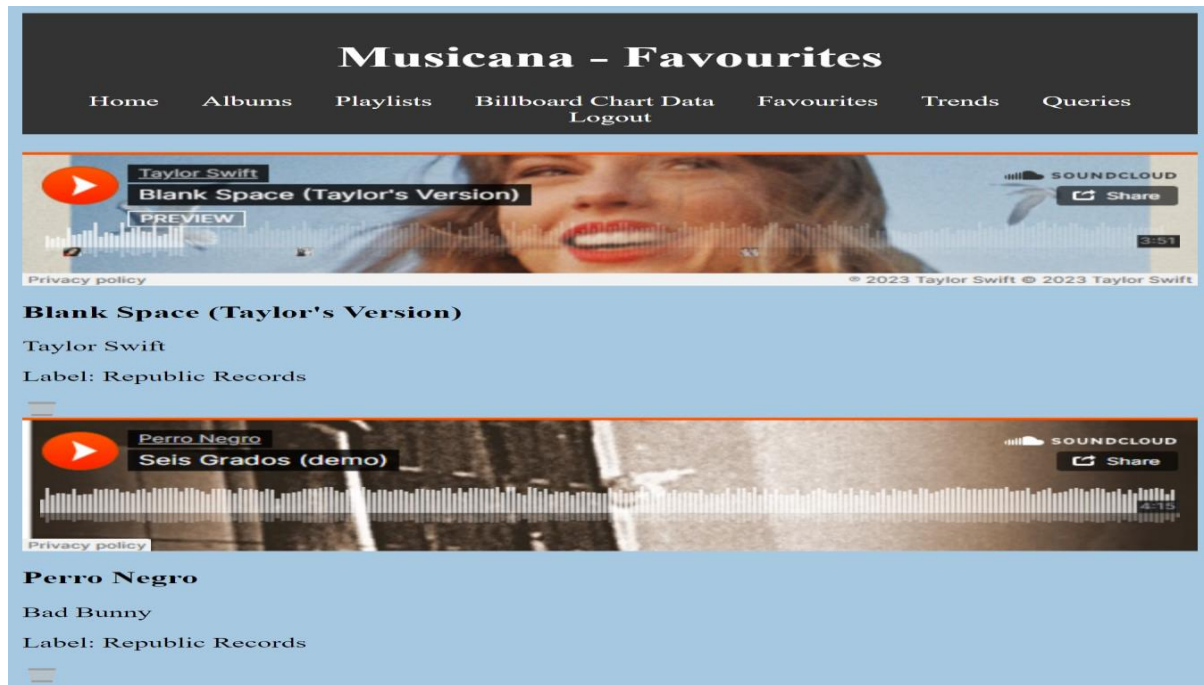 Musicana - Favourites
Home Albums Playlists Billboard Chart Data Favourites Trends Queries
Logout
Taylor Swift
SOUNDCLOUD
Blank Space (Taylor's Version)
Share
PREVIEW
3:51
Privacy policy
℗ 2023 Taylor Swift © 2023 Taylor Swift
Blank Space (Taylor's Version)
Taylor Swift
Label: Republic Records
Perro Negro
SOUNDCLOUD
Seis Grados (demo)
Share
4:15
Privacy policy
Perro Negro
Bad Bunny
Label: Republic Records